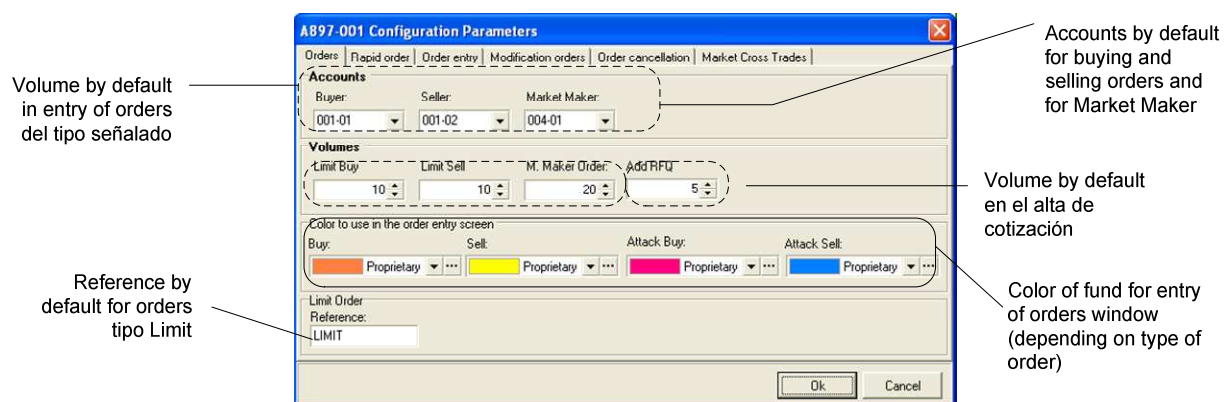 A897-001 Configuration Parameters
Orders Rapid order Order entry Modification orders Order cancellation Market Cross Trades
Accounts
Buyer: Seller: Market Maker:
001-01 001-02 004-01
Volumes
Limit Buy Limit Sell M. Maker Order: Add RFQ
10 10 20 5
Color to use in the order entry screen
Buy: Sell: Attack Buy: Attack Sell:
Proprietary ... Proprietary ... Proprietary ... Proprietary ...
Limit Order
Reference:
LIMIT
Ok Cancel
Volume by default
in entry of orders
del tipo señalado
Reference by
default for orders
tipo Limit
Accounts by default
for buying and
selling orders and
for Market Maker
Volume by default
en el alta de
cotización
Color of fund for entry
of orders window
(depending on type of
order)